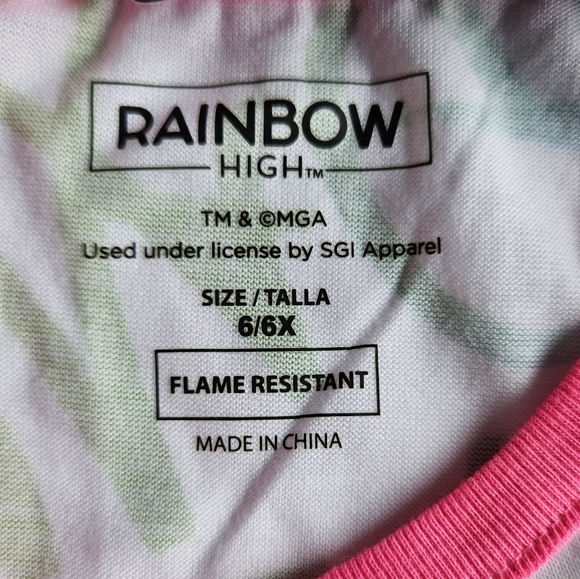 RAINBOW
HIGH™
TM & ©MGA
Used under license by SGI Apparel
SIZE / TALLA
6/6X
FLAME RESISTANT
MADE IN CHINA